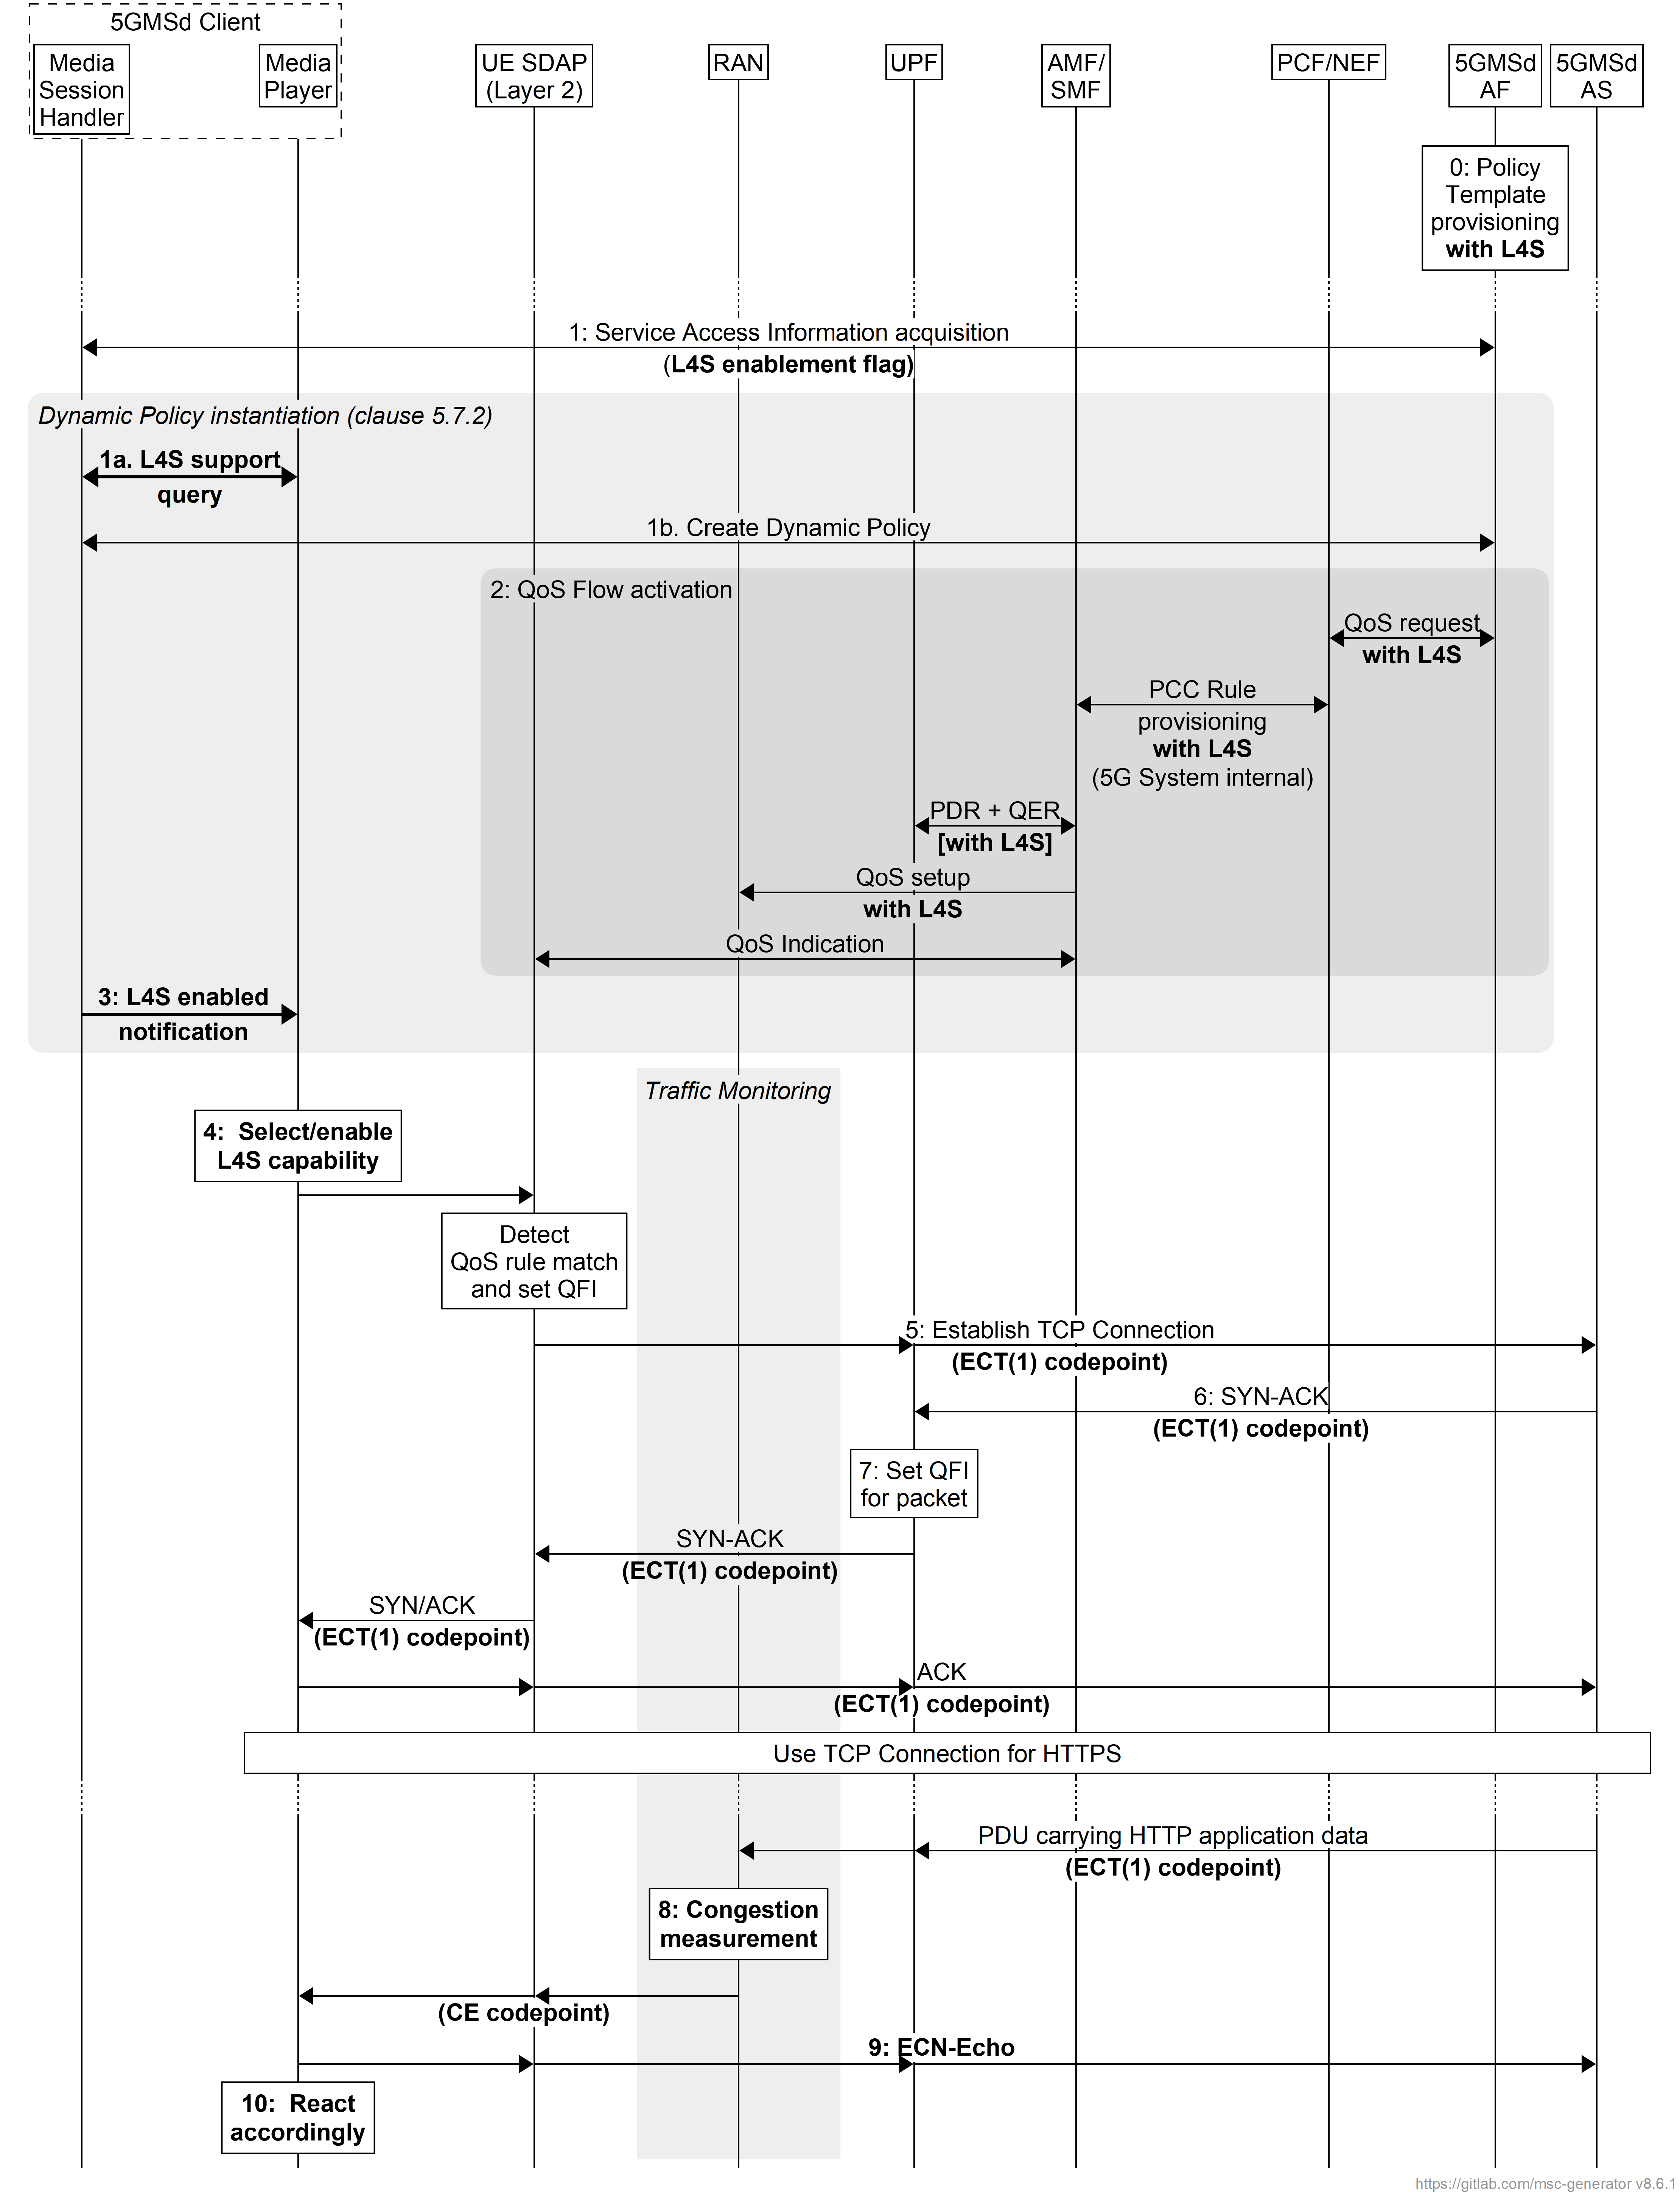 5GMSd Client
Media
Session
Handler
Media
Player
UE SDAP
(Layer 2)
RAN
UPF
AMF/
SMF
PCF/NEF
5GMSd
AF
5GMSd
AS
0: Policy
Template
provisioning
with L4S
1: Service Access Information acquisition
(L4S enablement flag)
Dynamic Policy instantiation (clause 5.7.2)
1a. L4S support
query
1b. Create Dynamic Policy
2: QoS Flow activation
QoS request
with L4S
PCC Rule
provisioning
with L4S
(5G System internal)
PDR + QER
[with L4S]
QoS setup
with L4S
QoS Indication
3: L4S enabled
notification
Traffic Monitoring
4:  Select/enable
L4S capability
Detect
QoS rule match
and set QFI
5: Establish TCP Connection
(ECT(1) codepoint)
6: SYN-ACK
(ECT(1) codepoint)
7: Set QFI
for packet
SYN-ACK
(ECT(1) codepoint)
SYN/ACK
(ECT(1) codepoint)
ACK
(ECT(1) codepoint)
Use TCP Connection for HTTPS
PDU carrying HTTP application data
(ECT(1) codepoint)
8: Congestion
measurement
(CE codepoint)
9: ECN-Echo
10:  React
accordingly
https://gitlab.com/msc-generator v8.6.1